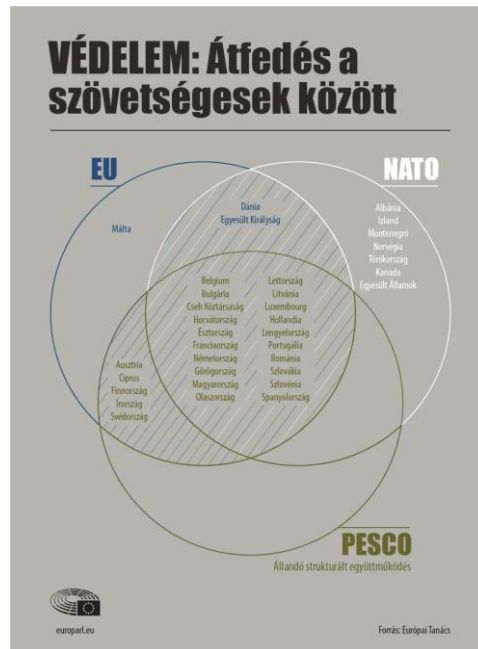 VÉDELEM: Átfedés a
szövetségesek között
EU
NATO
Málta
Dánia
Egyesült Királyság
Albánia
Izland
Montenegró
Norvégia
Törökország
Kanada
Egyesült Államok
Belgium
Bulgária
Cseh Köztársaság
Horvátország
Észtország
Franciaország
Németország
Görögország
Magyarország
Olaszország
Lettország
Litvánia
Luxembourg
Hollandia
Lengyelország
Portugália
Románia
Szlovákia
Szlovénia
Spanyolország
Ausztria
Ciprus
Finnország
Írország
Svédország
PESCO
Állandó strukturált együttműködés
europarl.eu
Forrás: Európai Tanács